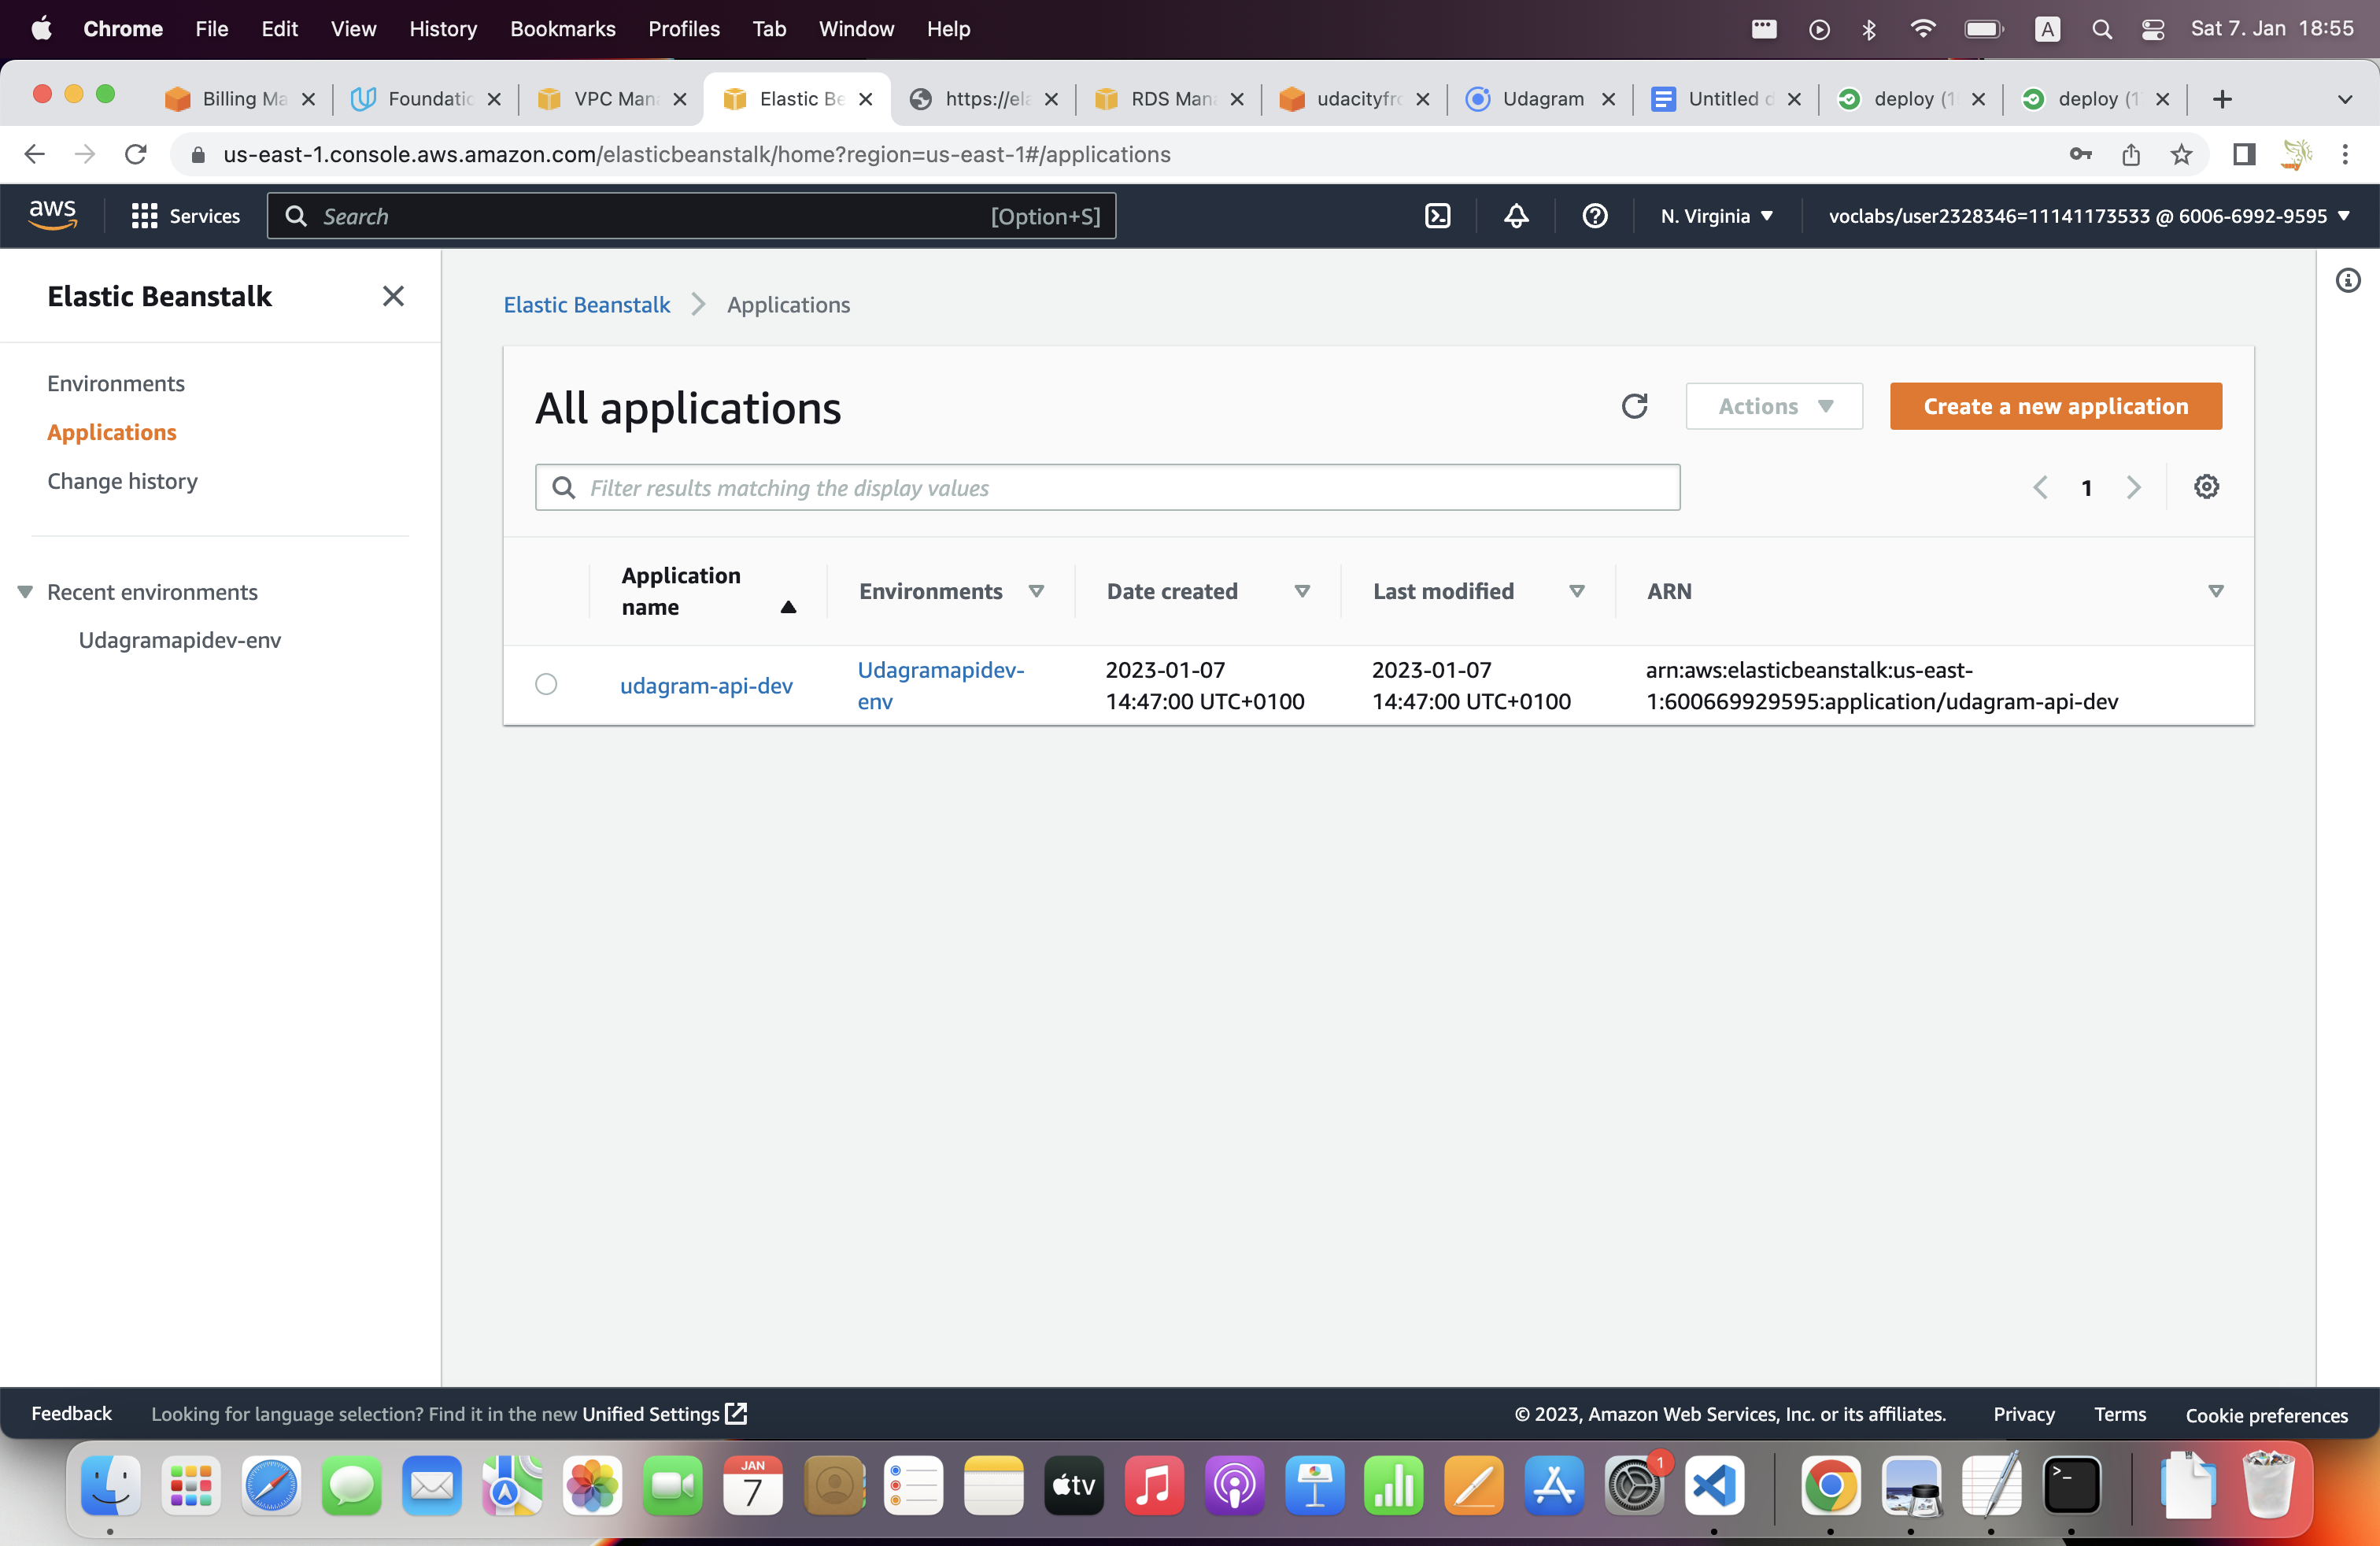 Chrome File Edit View History Bookmarks Profiles Tab Window Help A Sat 7. Jan 18:55
Billing Ma Foundatic VPC Man Elastic Be https://ela RDS Man udacityfro Udagram Untitled d deploy (1 deploy (1
us-east-1.console.aws.amazon.com/elasticbeanstalk/home?region=us-east-1#/applications
aws Services Search [Option+S] N. Virginia voclabs/user2328346=11141173533 @ 6006-6992-9595
Elastic Beanstalk
Environments
Applications
Change history
Recent environments
Udagramapidev-env
Elastic Beanstalk Applications
All applications
Actions
Create a new application
Filter results matching the display values
1
Application name Environments Date created Last modified ARN
udagram-api-dev
Udagramapidev-
env
2023-01-07
14:47:00 UTC+0100
2023-01-07
14:47:00 UTC+0100
arn:aws:elasticbeanstalk:us-east-
1:600669929595:application/udagram-api-dev
Feedback Looking for language selection? Find it in the new Unified Settings © 2023, Amazon Web Services, Inc. or its affiliates. Privacy Terms Cookie preferences
JAN
7
tv
1